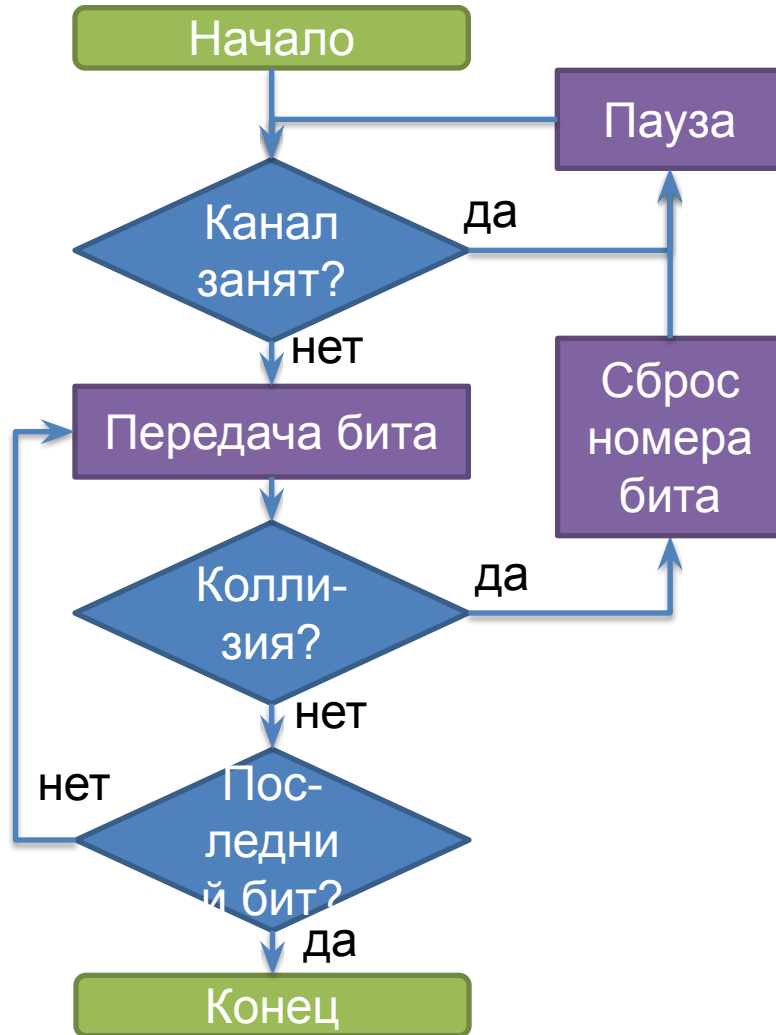 Начало
Пауза
Канал
занят?
да
нет
Сброс
номера
бита
Передача бита
Колли-
зия?
да
нет
нет
Пос-
ледни
й бит?
да
Конец